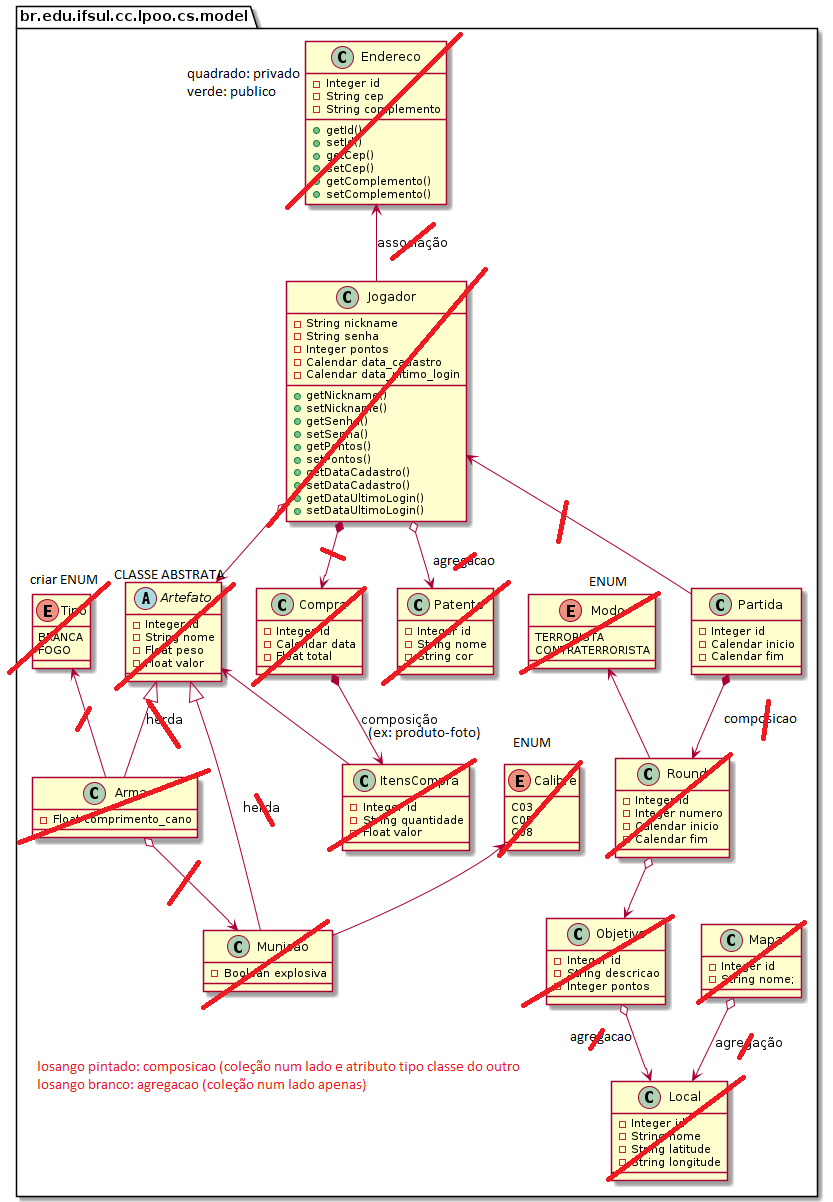 br.edu.ifsul.cc.lpoo.cs.model
quadrado: privado
verde: publico
C Endereco
Integer id
String cep
String complemento
getId()
setId()
getCep()
setCep()
getComplemento()
setComplemento()
associação
C Jogador
String nickname
String senha
Integer pontos
Calendar data_cadastro
Calendar data_ultimo_login
getNickname()
setNickname()
getSenha()
setSenha()
getPontos()
setPontos()
getDataCadastro()
setDataCadastro()
getDataUltimoLogin()
setDataUltimoLogin()
agregacao
criar ENUM
E Tipo
BRANCA
FOGO
CLASSE ABSTRATA
A Artefato
Integer id
String nome
Float peso
Float valor
C Compra
Integer id
Calendar data
Float total
C Patente
Integer id
String nome
String cor
ENUM
E Modo
TERRORISTA
CONTRATERRORISTA
C Partida
Integer id
Calendar inicio
Calendar fim
herda
composição
(ex: produto-foto)
composicao
C Arma
Float comprimento_cano
herda
C ItensCompra
Integer id
String quantidade
Float valor
ENUM
E Calibre
C03
C05
C08
C Round
Integer id
Integer numero
Calendar inicio
Calendar fim
C Municao
Boolean explosiva
C Objetivo
Integer id
String descricao
Integer pontos
C Mapa
Integer id
String nome;
agregacao
agregação
losango pintado: composicao (coleção num lado e atributo tipo classe do outro
losango branco: agregacao (coleção num lado apenas)
C Local
Integer id
String nome
String latitude
String longitude